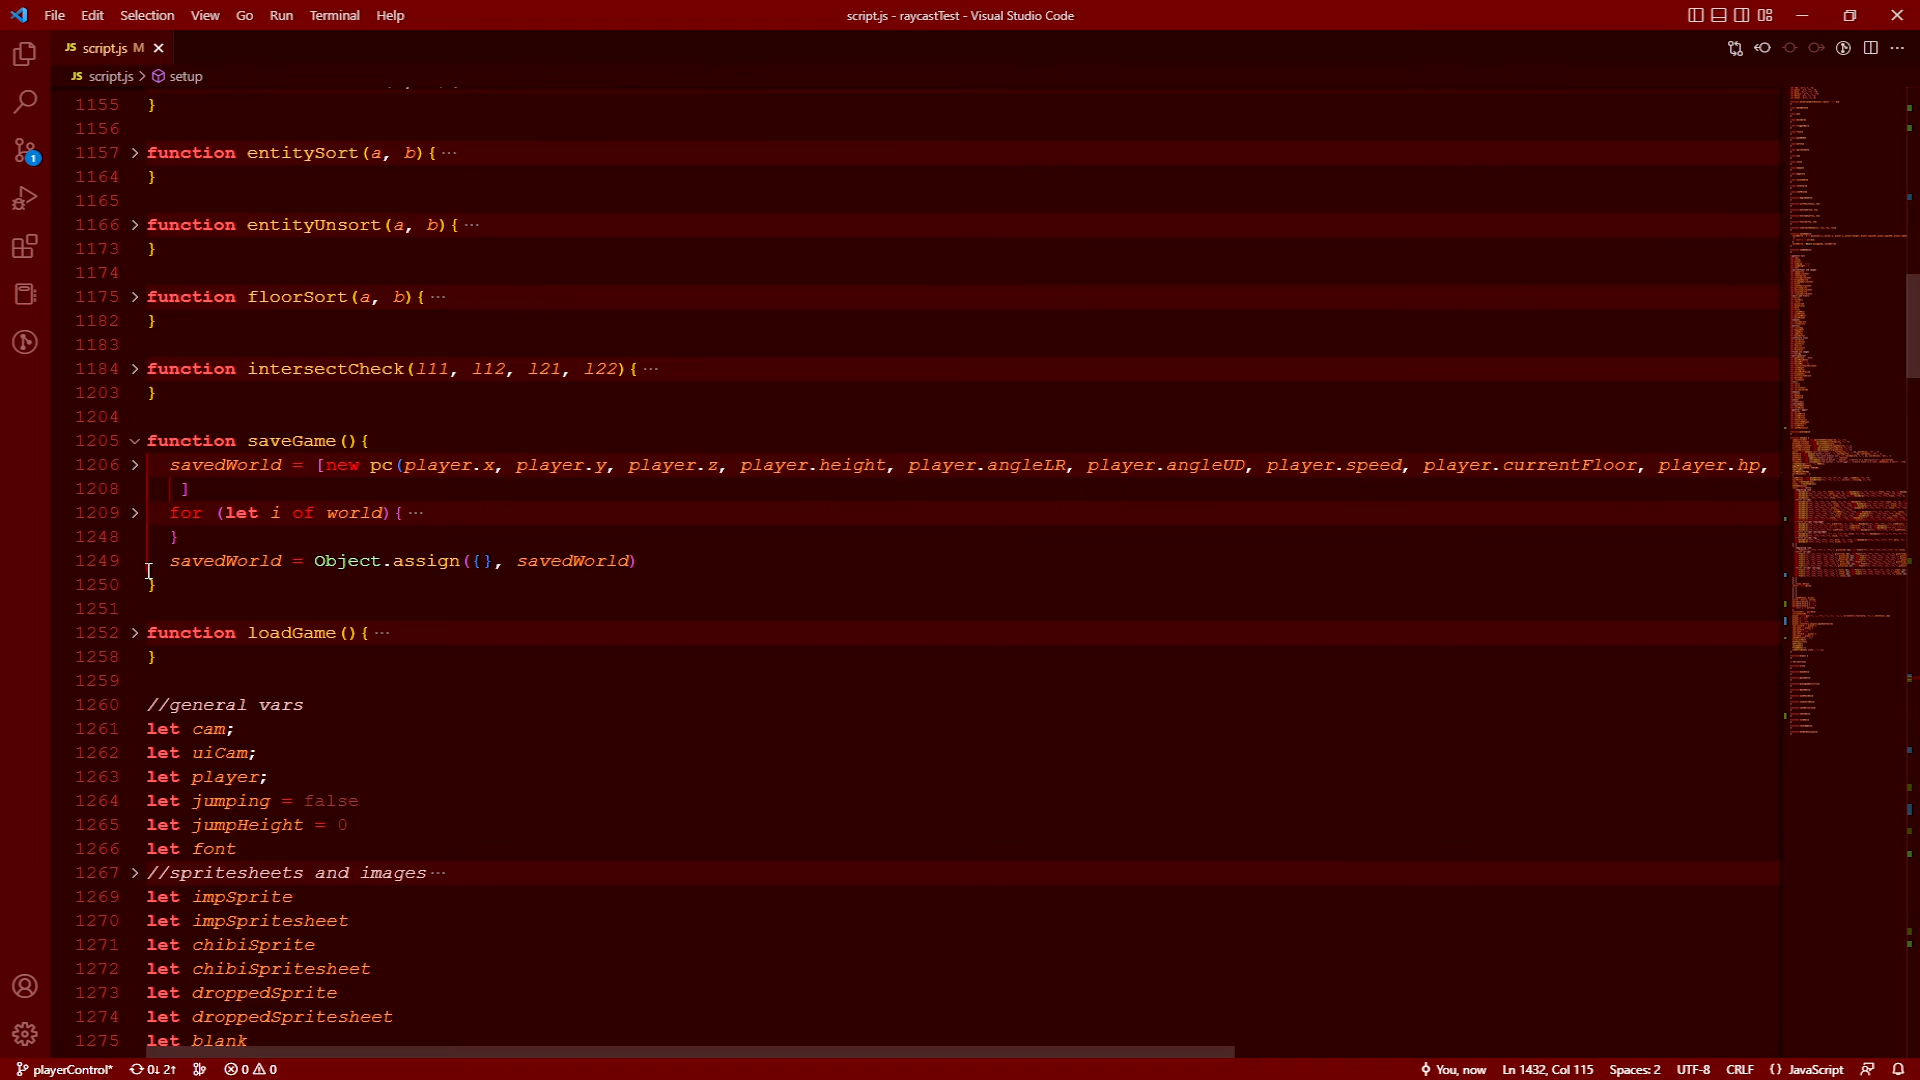 File Edit Selection View Go Run Terminal Help
script.js - raycastTest - Visual Studio Code
JS script.js M
JS script.js > setup
1155 }
1156
1157 function entitySort(a, b){ ···
1164 }
1165
1166 function entityUnsort(a, b){ ···
1173 }
1174
1175 function floorSort(a, b){ ···
1182 }
1183
1184 function intersectCheck(l11, l12, l21, l22){ ···
1203 }
1204
1205 function saveGame(){
1206 savedWorld = [new pc(player.x, player.y, player.z, player.height, player.angleLR, player.angleUD, player.speed, player.currentFloor, player.hp,
1208 ]
1209 for (let i of world){ ···
1248 }
1249 savedWorld = Object.assign({}, savedWorld)
1250 }
1251
1252 function loadGame(){ ···
1258 }
1259
1260 //general vars
1261 let cam;
1262 let uiCam;
1263 let player;
1264 let jumping = false
1265 let jumpHeight = 0
1266 let font
1267 //spritesheets and images ···
1269 let impSprite
1270 let impSpritesheet
1271 let chibiSprite
1272 let chibiSpritesheet
1273 let droppedSprite
1274 let droppedSpritesheet
1275 let blank
1
playerControl* 0↓ 2↑ 0 0 You, now Ln 1432, Col 115 Spaces: 2 UTF-8 CRLF {} JavaScript